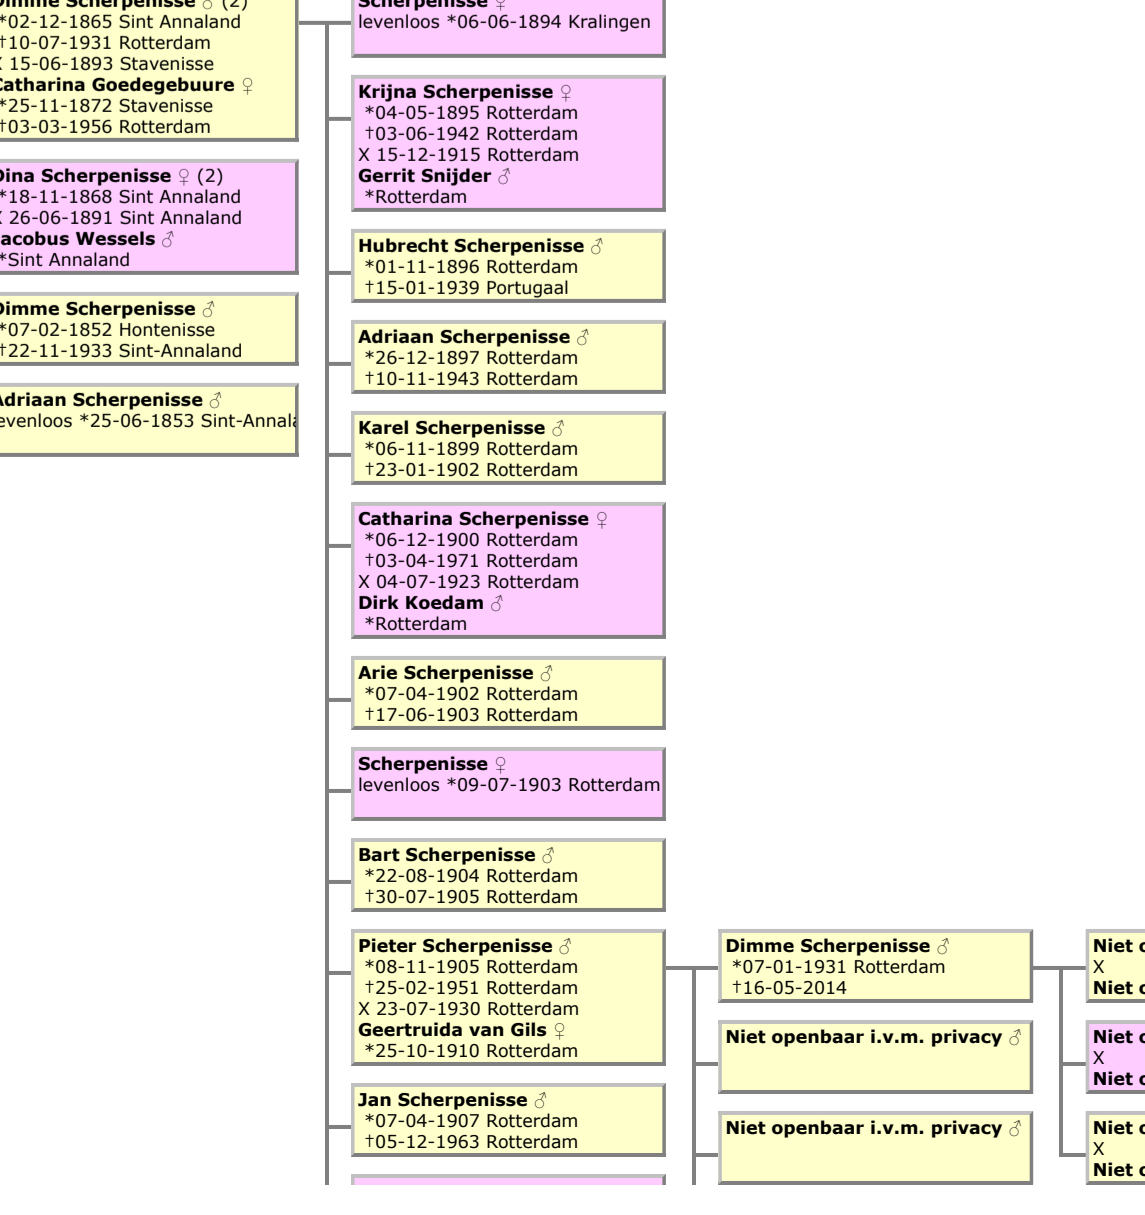 Dimme Scherpenisse ♂ (2)
*02-12-1865 Sint Annaland
†10-07-1931 Rotterdam
X 15-06-1893 Stavenisse
Catharina Goedegebuure ♀
*25-11-1872 Stavenisse
†03-03-1956 Rotterdam
Dina Scherpenisse ♀ (2)
*18-11-1868 Sint Annaland
X 26-06-1891 Sint Annaland
Jacobus Wessels ♂
*Sint Annaland
Dimme Scherpenisse ♂
*07-02-1852 Hontenisse
†22-11-1933 Sint-Annaland
Adriaan Scherpenisse ♂
levenloos *25-06-1853 Sint-Annala
Scherpenisse ♀
levenloos *06-06-1894 Kralingen
Krijna Scherpenisse ♀
*04-05-1895 Rotterdam
†03-06-1942 Rotterdam
X 15-12-1915 Rotterdam
Gerrit Snijder ♂
*Rotterdam
Hubrecht Scherpenisse ♂
*01-11-1896 Rotterdam
†15-01-1939 Portugaal
Adriaan Scherpenisse ♂
*26-12-1897 Rotterdam
†10-11-1943 Rotterdam
Karel Scherpenisse ♂
*06-11-1899 Rotterdam
†23-01-1902 Rotterdam
Catharina Scherpenisse ♀
*06-12-1900 Rotterdam
†03-04-1971 Rotterdam
X 04-07-1923 Rotterdam
Dirk Koedam ♂
*Rotterdam
Arie Scherpenisse ♂
*07-04-1902 Rotterdam
†17-06-1903 Rotterdam
Scherpenisse ♀
levenloos *09-07-1903 Rotterdam
Bart Scherpenisse ♂
*22-08-1904 Rotterdam
†30-07-1905 Rotterdam
Pieter Scherpenisse ♂
*08-11-1905 Rotterdam
†25-02-1951 Rotterdam
X 23-07-1930 Rotterdam
Geertruida van Gils ♀
*25-10-1910 Rotterdam
Jan Scherpenisse ♂
*07-04-1907 Rotterdam
†05-12-1963 Rotterdam
Dimme Scherpenisse ♂
*07-01-1931 Rotterdam
†16-05-2014
Niet openbaar i.v.m. privacy ♂
Niet openbaar i.v.m. privacy ♂
Niet
X
Niet
Niet
X
Niet
Niet
X
Niet